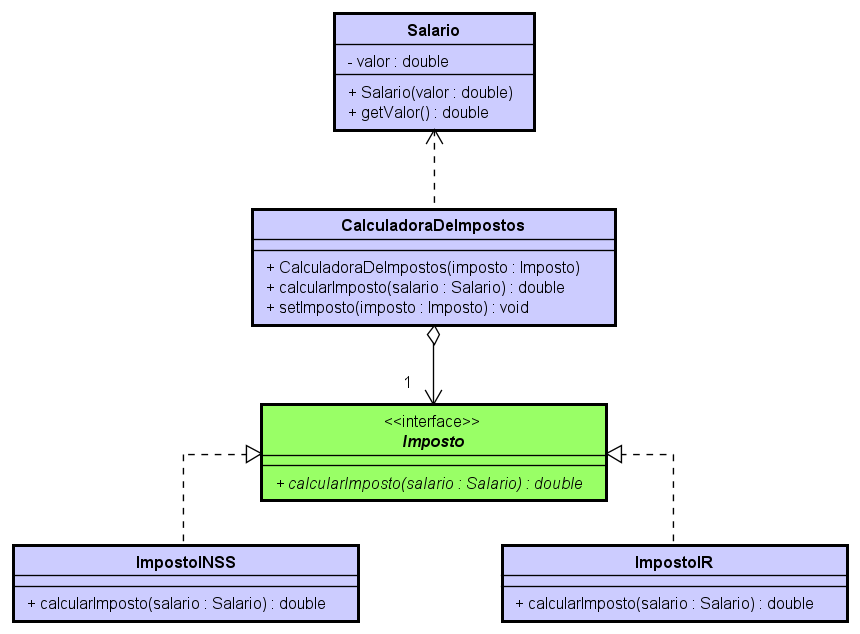 Salario
- valor : double
+ Salario(valor : double)
+ getValor() : double
CalculadoraDeImpostos
+ CalculadoraDeImpostos(imposto : Imposto)
+ calcularImposto(salario : Salario) : double
+ setImposto(imposto : Imposto) : void
1
<<interface>>
Imposto
+ calcularImposto(salario : Salario) : double
ImpostoINSS
+ calcularImposto(salario : Salario) : double
ImpostoIR
+ calcularImposto(salario : Salario) : double